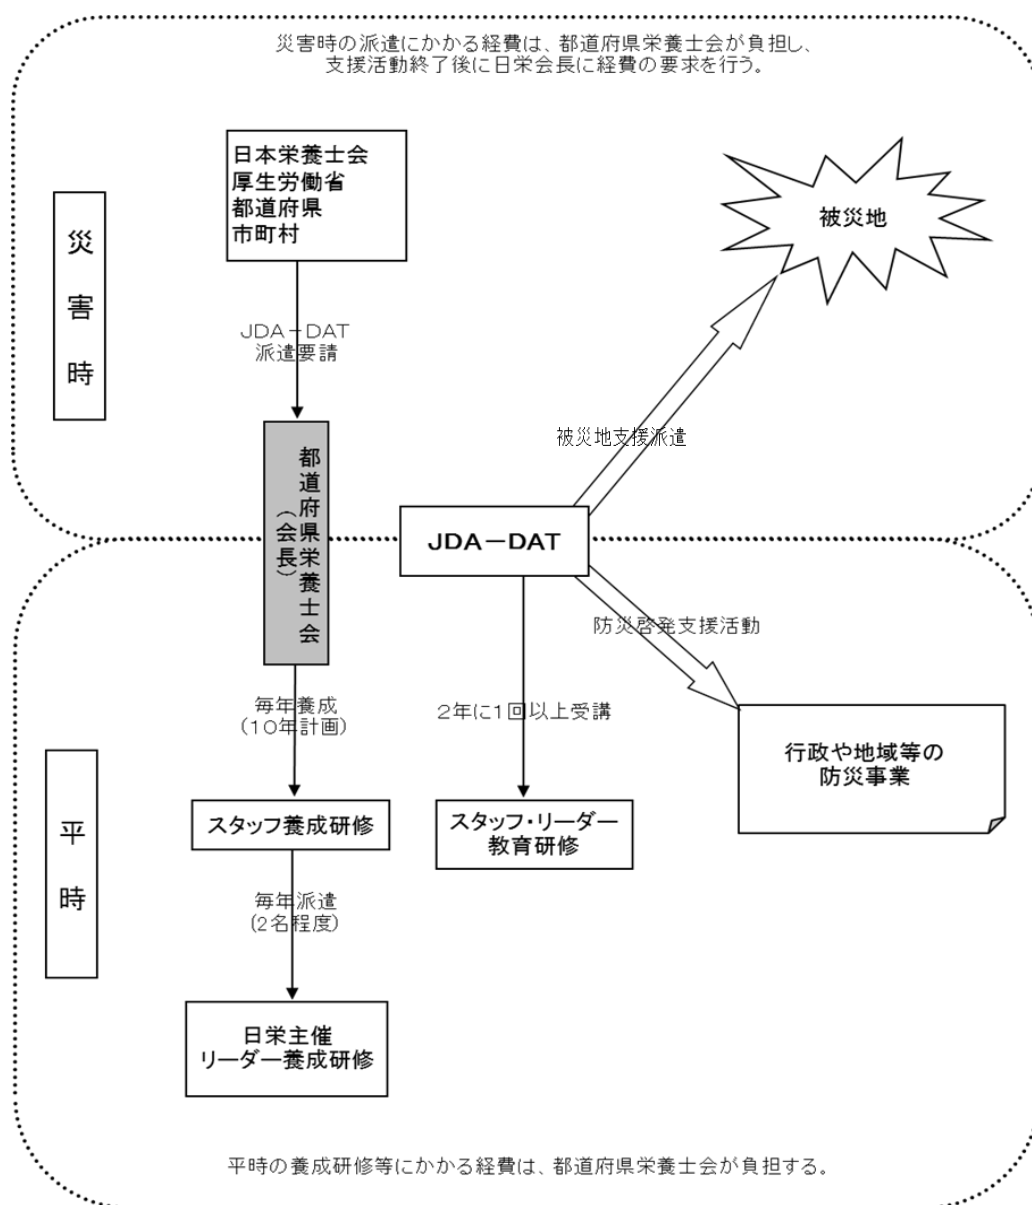 災害時の派遣にかかる経費は、都道府県栄養士会が負担し、
支援活動終了後に日栄会長に経費の要求を行う。
災害時
日本栄養士会
厚生労働省
都道府県
市町村
被災地
JDA－DAT
派遣要請
被災地支援派遣
都道府県栄養士会
（会長）
JDA－DAT
防災啓発支援活動
毎年養成
(10年計画)
2年に1回以上受講
行政や地域等の
防災事業
平時
スタッフ養成研修
スタッフ・リーダー
教育研修
毎年派遣
(2名程度)
日栄主催
リーダー養成研修
平時の養成研修等にかかる経費は、都道府県栄養士会が負担する。